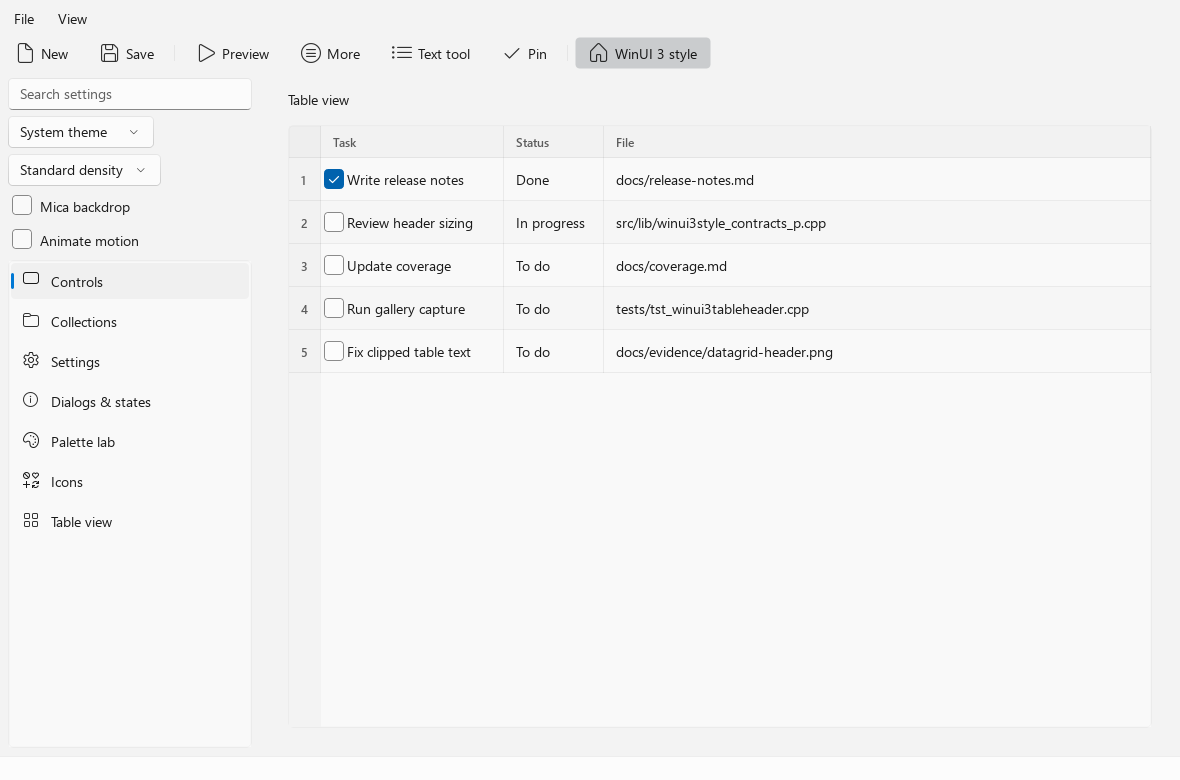 File View
New Save Preview More Text tool Pin WinUI 3 style
Search settings
System theme
Standard density
Mica backdrop
Animate motion
Controls
Collections
Settings
Dialogs & states
Palette lab
Icons
Table view
Table view
Task Status File
1 Write release notes Done docs/release-notes.md
2 Review header sizing In progress src/lib/winui3style_contracts_p.cpp
3 Update coverage To do docs/coverage.md
4 Run gallery capture To do tests/tst_winui3tableheader.cpp
5 Fix clipped table text To do docs/evidence/datagrid-header.png